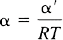 α = α′ / RT